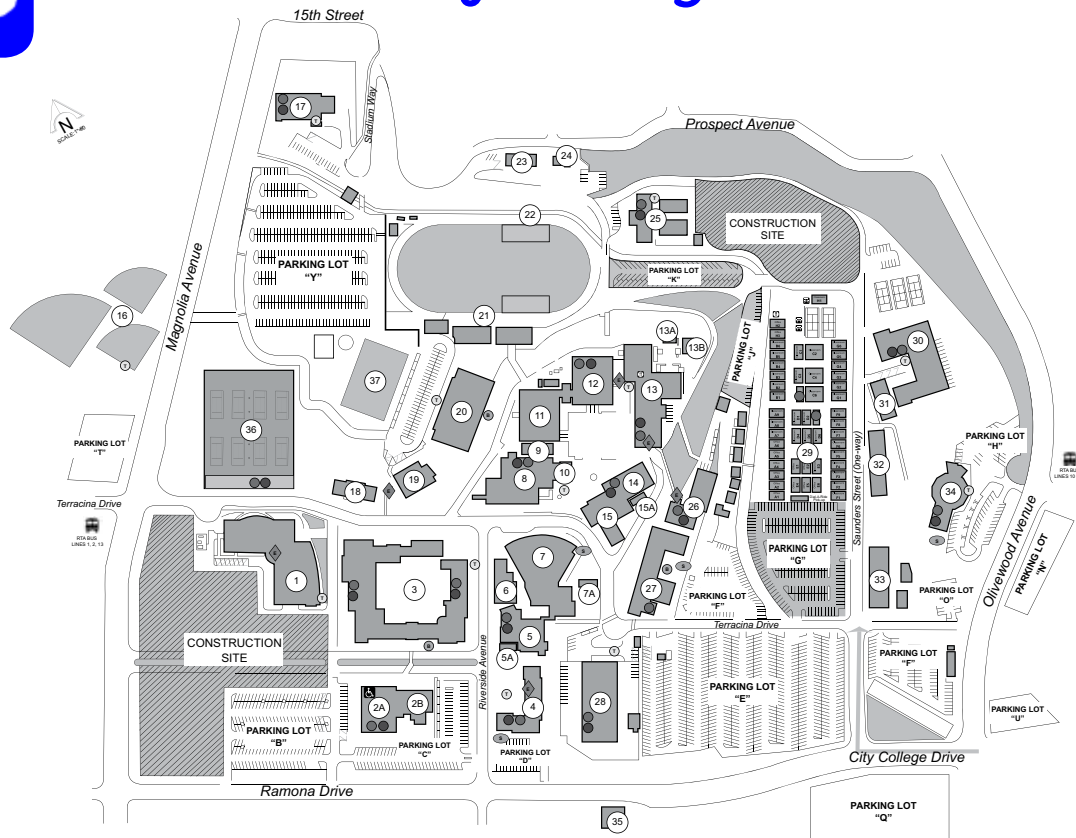 15th Street
17
T
Stadium Way
N
Prospect Avenue
23
24
T
25
22
CONSTRUCTION
SITE
PARKING LOT
"Y"
PARKING LOT
"K"
Magnolia Avenue
16
T
21
13A
13B
PARKING LOT
"J"
30
T
37
12
E
T
13
E
31
36
T
20
11
9
8
10
T
29
32
PARKING LOT
"T"
PARKING LOT
"H"
RTA BUS
LINES 10
34
T
18
E
19
14
15
15A
E
26
Saunders Street (one-way)
Terracina Drive
RTA BUS
LINES 1, 2, 13
E
1
T
3
T
7
S
6
7A
27
S
PARKING LOT
"G"
33
S
PARKING LOT
"O"
Olivewood Avenue
PARKING LOT
"N"
PARKING LOT
"F"
Terracina Drive
CONSTRUCTION
SITE
5
5A
T
Riverside Avenue
T
E
4
2A
2B
28
PARKING LOT
"E"
PARKING LOT
"F"
PARKING LOT
"U"
PARKING LOT
"B"
PARKING LOT
"C"
S
PARKING LOT
"D"
City College Drive
Ramona Drive
35
PARKING LOT
"Q"